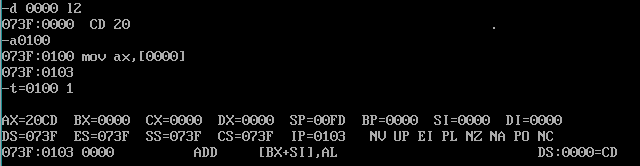 -d 0000 l2
073F:0000  CD 20                                               .
-a0100
073F:0100 mov ax,[0000]
073F:0103
-t=0100 1

AX=20CD  BX=0000  CX=0000  DX=0000  SP=00FD  BP=0000  SI=0000  DI=0000
DS=073F  ES=073F  SS=073F  CS=073F  IP=0103   NV UP EI PL NZ NA PO NC
073F:0103 0000          ADD     [BX+SI],AL                         DS:0000=CD